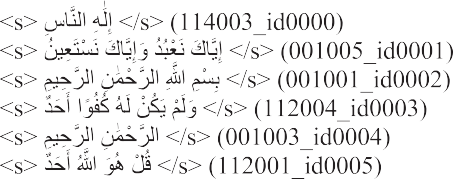 <s> إِلَٰهِ النَّاسِ </s> (114003_id0000)
<s> إِيَّاكَ نَعْبُدُ وَإِيَّاكَ نَسْتَعِينُ </s> (001005_id0001)
<s> بِسْمِ اللَّهِ الرَّحْمَٰنِ الرَّحِيمِ </s> (001001_id0002)
<s> وَلَمْ يَكُنْ لَهُ كُفُوًا أَحَدٌ </s> (112004_id0003)
<s> الرَّحْمَٰنِ الرَّحِيمِ </s> (001003_id0004)
<s> قُلْ هُوَ اللَّهُ أَحَدٌ </s> (112001_id0005)